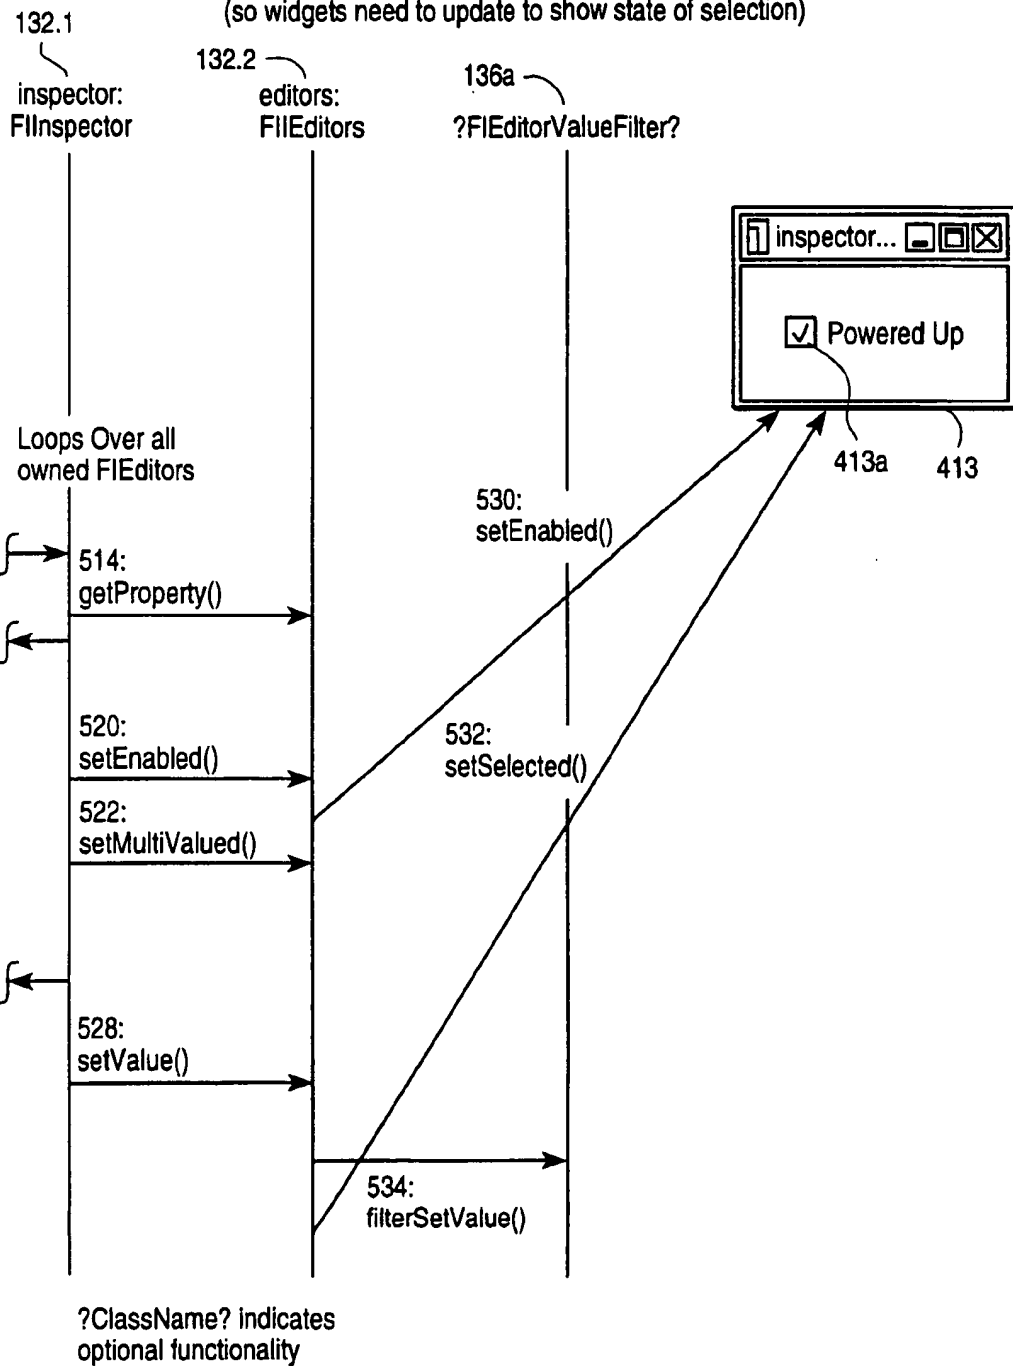 (so widgets need to update to show state of selection)
132.1
132.2
136a
inspector:
FIInspector
editors:
FIIEditors
?FIEditorValueFilter?
inspector...
Powered Up
413a
413
Loops Over all
owned FIEditors
530:
setEnabled()
514:
getProperty()
520:
setEnabled()
532:
setSelected()
522:
setMultiValued()
528:
setValue()
534:
filterSetValue()
?ClassName? indicates
optional functionality